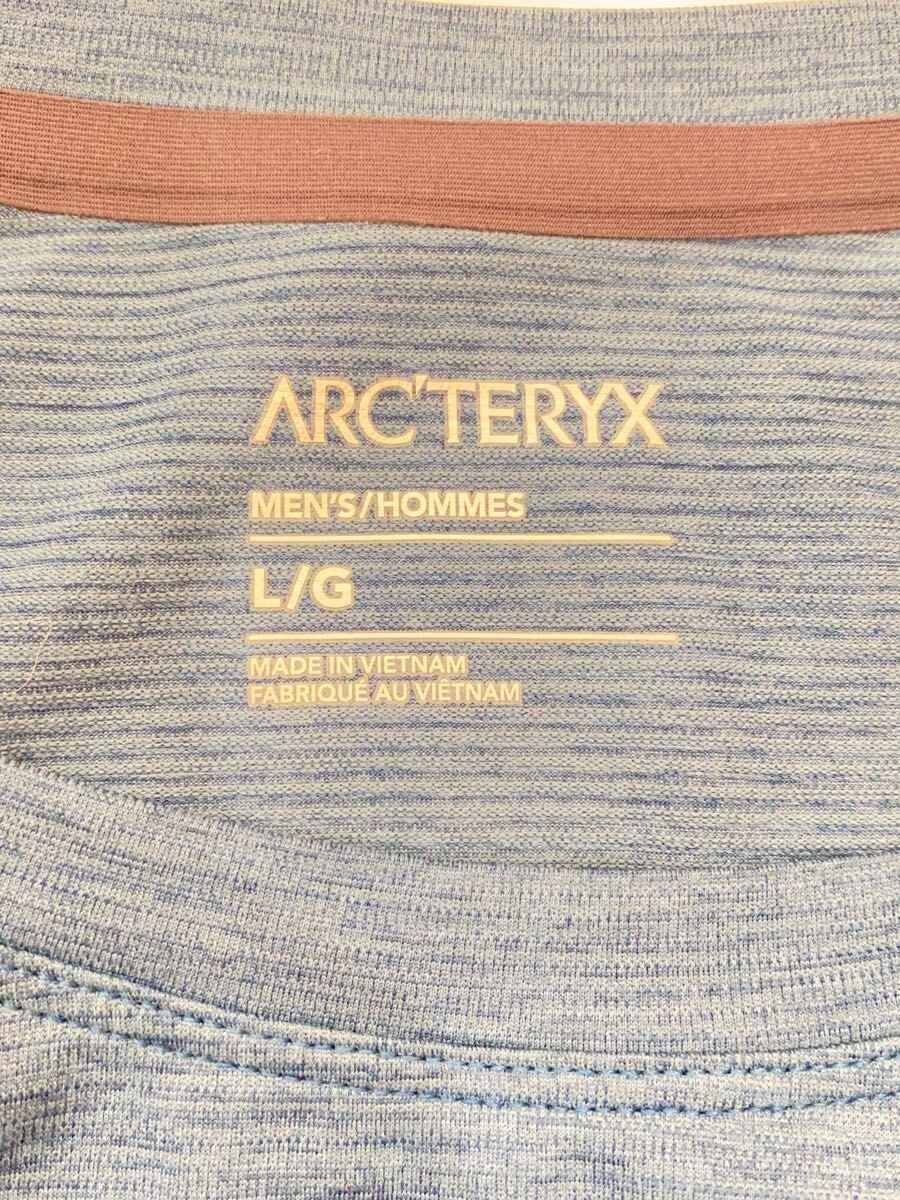 ARC'TERYX
MEN'S/HOMMES
L/G
MADE IN VIETNAM
FABRIQUÉ AU VIÊTNAM